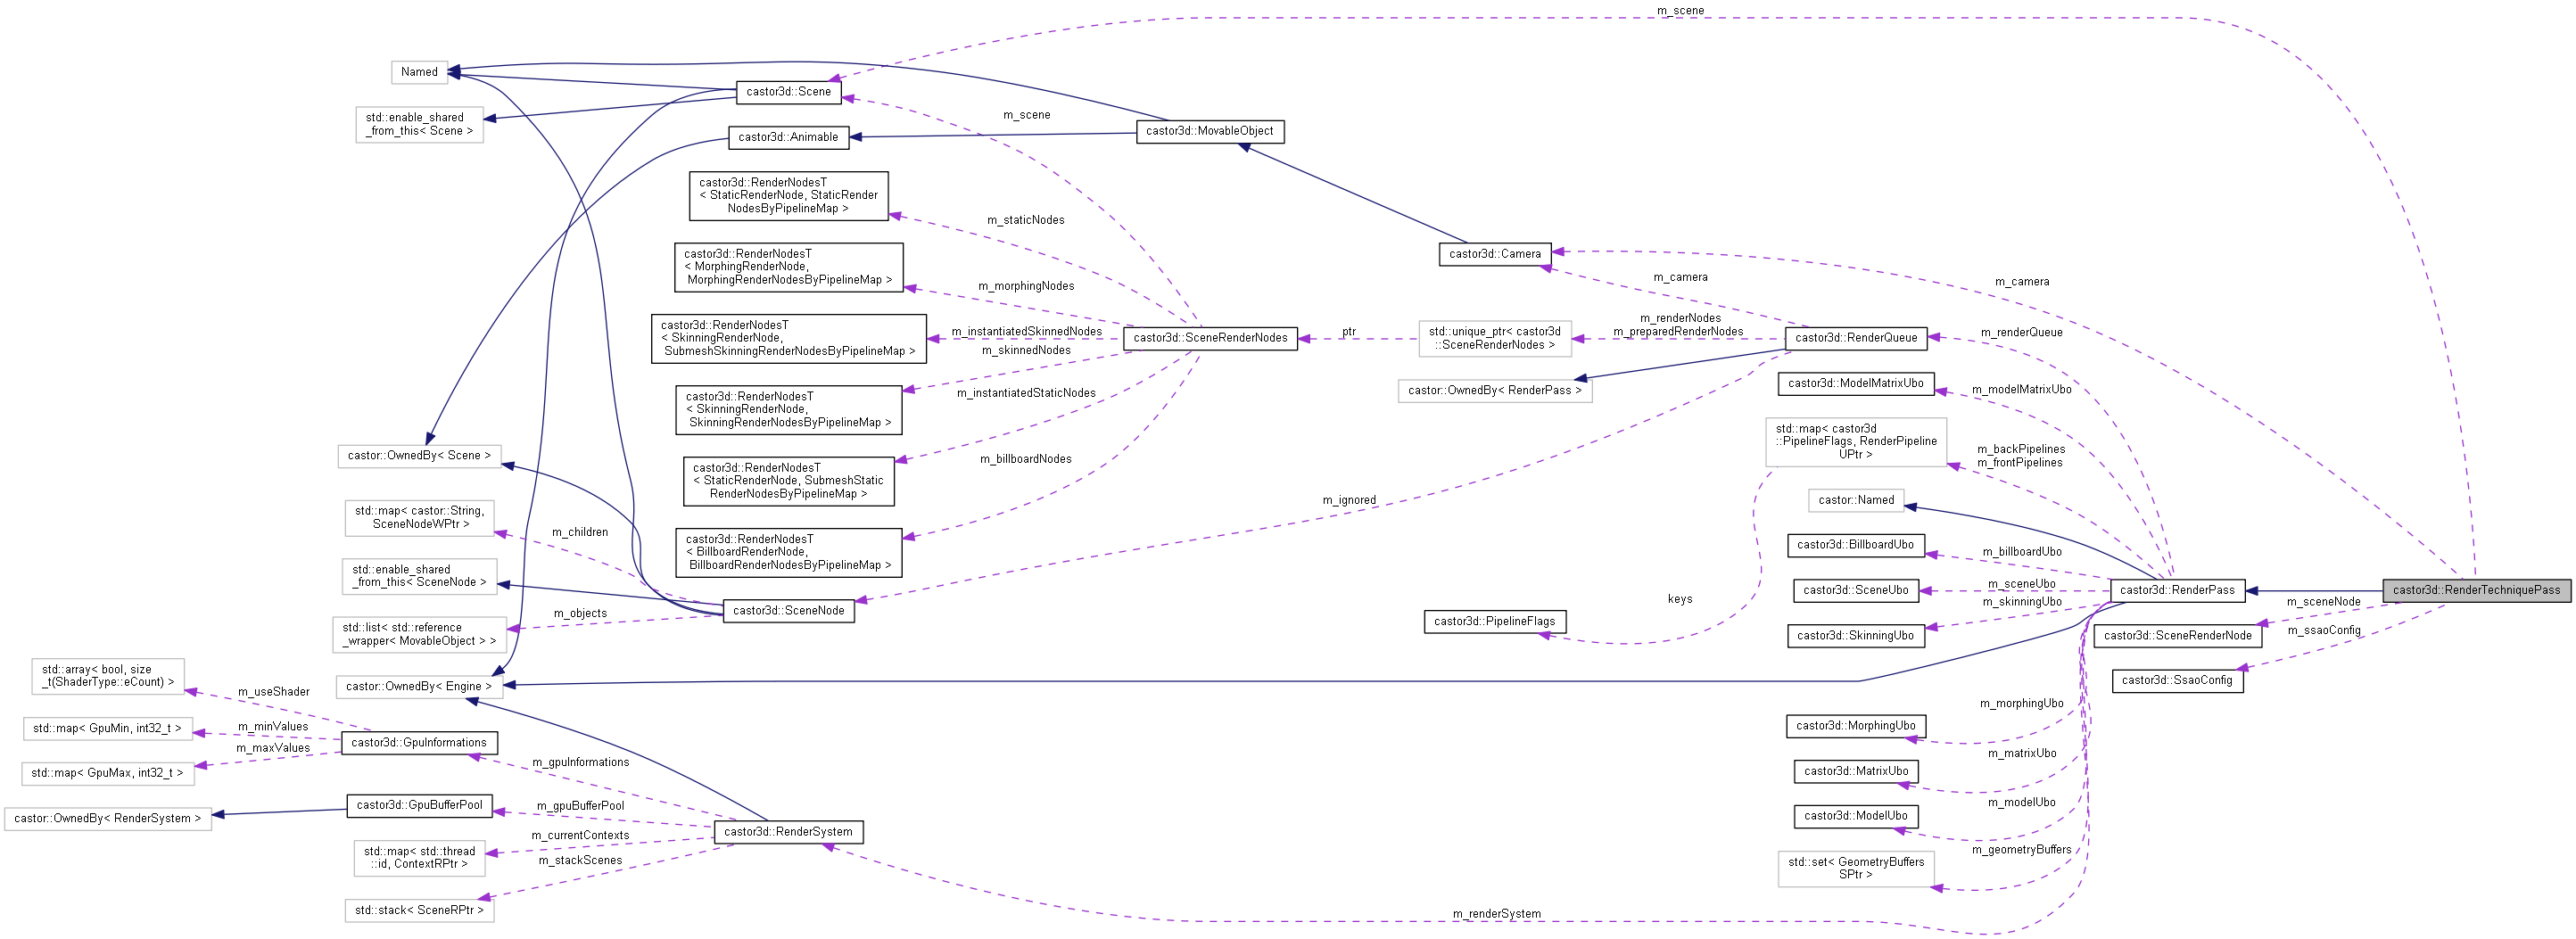 m_scene
Named
castor3d::Scene
std::enable_shared
_from_this< Scene >
m_scene
castor3d::Animable
castor3d::MovableObject
castor3d::RenderNodesT
< StaticRenderNode, StaticRender
NodesByPipelineMap >
m_staticNodes
castor3d::Camera
m_camera
m_camera
castor3d::RenderNodesT
< MorphingRenderNode,
MorphingRenderNodesByPipelineMap >
m_morphingNodes
castor3d::RenderNodesT
< SkinningRenderNode,
SubmeshSkinningRenderNodesByPipelineMap >
m_instantiatedSkinnedNodes
m_skinnedNodes
castor3d::SceneRenderNodes
ptr
std::unique_ptr< castor3d
::SceneRenderNodes >
m_renderNodes
m_preparedRenderNodes
castor3d::RenderQueue
m_renderQueue
castor::OwnedBy< RenderPass >
castor3d::ModelMatrixUbo
m_modelMatrixUbo
castor3d::RenderNodesT
< SkinningRenderNode,
SkinningRenderNodesByPipelineMap >
m_instantiatedStaticNodes
std::map< castor3d
::PipelineFlags, RenderPipeline
UPtr >
m_backPipelines
m_frontPipelines
castor::OwnedBy< Scene >
castor3d::RenderNodesT
< StaticRenderNode, SubmeshStatic
RenderNodesByPipelineMap >
m_billboardNodes
m_ignored
castor::Named
std::map< castor::String,
SceneNodeWPtr >
m_children
castor3d::RenderNodesT
< BillboardRenderNode,
BillboardRenderNodesByPipelineMap >
castor3d::BillboardUbo
m_billboardUbo
std::enable_shared
_from_this< SceneNode >
castor3d::SceneNode
castor3d::SceneUbo
m_sceneUbo
castor3d::RenderPass
castor3d::RenderTechniquePass
m_objects
std::list< std::reference
_wrapper< MovableObject > >
keys
castor3d::PipelineFlags
m_skinningUbo
castor3d::SkinningUbo
m_sceneNode
castor3d::SceneRenderNode
m_ssaoConfig
castor3d::SsaoConfig
std::array< bool, size
_t(ShaderType::eCount) >
m_useShader
castor::OwnedBy< Engine >
std::map< GpuMin, int32_t >
m_minValues
m_maxValues
castor3d::GpuInformations
std::map< GpuMax, int32_t >
m_gpuInformations
castor3d::MorphingUbo
m_morphingUbo
castor3d::MatrixUbo
m_matrixUbo
castor::OwnedBy< RenderSystem >
castor3d::GpuBufferPool
m_gpuBufferPool
castor3d::ModelUbo
m_modelUbo
castor3d::RenderSystem
m_currentContexts
std::map< std::thread
::id, ContextRPtr >
m_stackScenes
std::set< GeometryBuffers
SPtr >
m_geometryBuffers
std::stack< SceneRPtr >
m_renderSystem